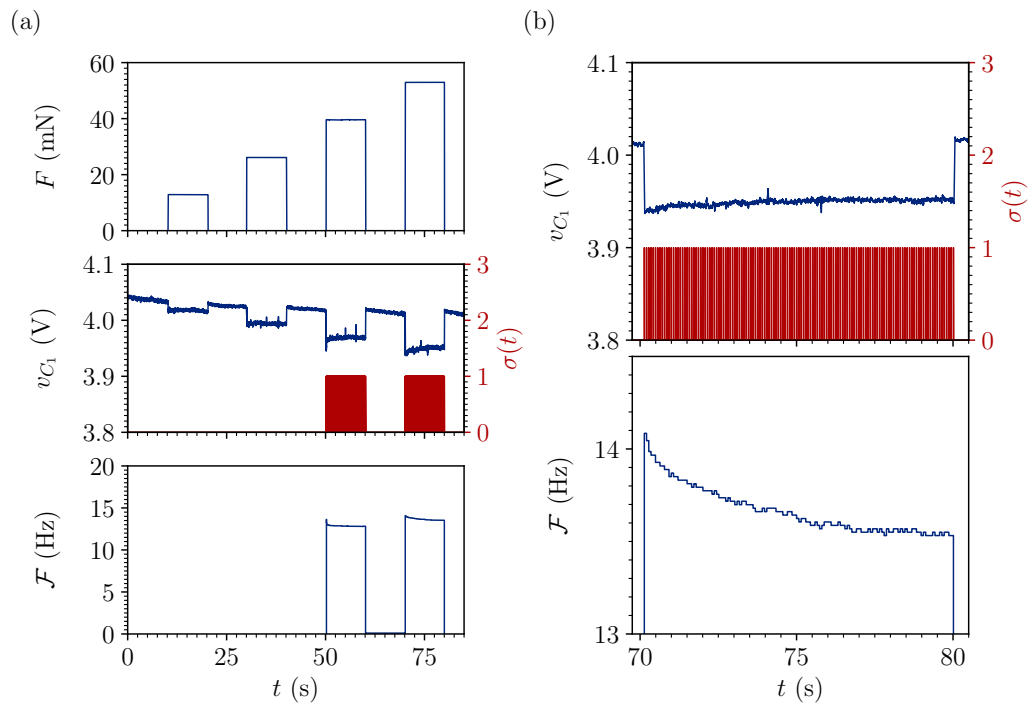 (a)
60
40
20
0
F (mN)
4.1
4.0
3.9
3.8
v_{C_1} (V)
3
2
1
0
σ(t)
20
15
10
5
0
ℱ (Hz)
0 25 50 75
t (s)
(b)
4.1
4.0
3.9
3.8
v_{C_1} (V)
3
2
1
0
σ(t)
14
13
ℱ (Hz)
70 75 80
t (s)